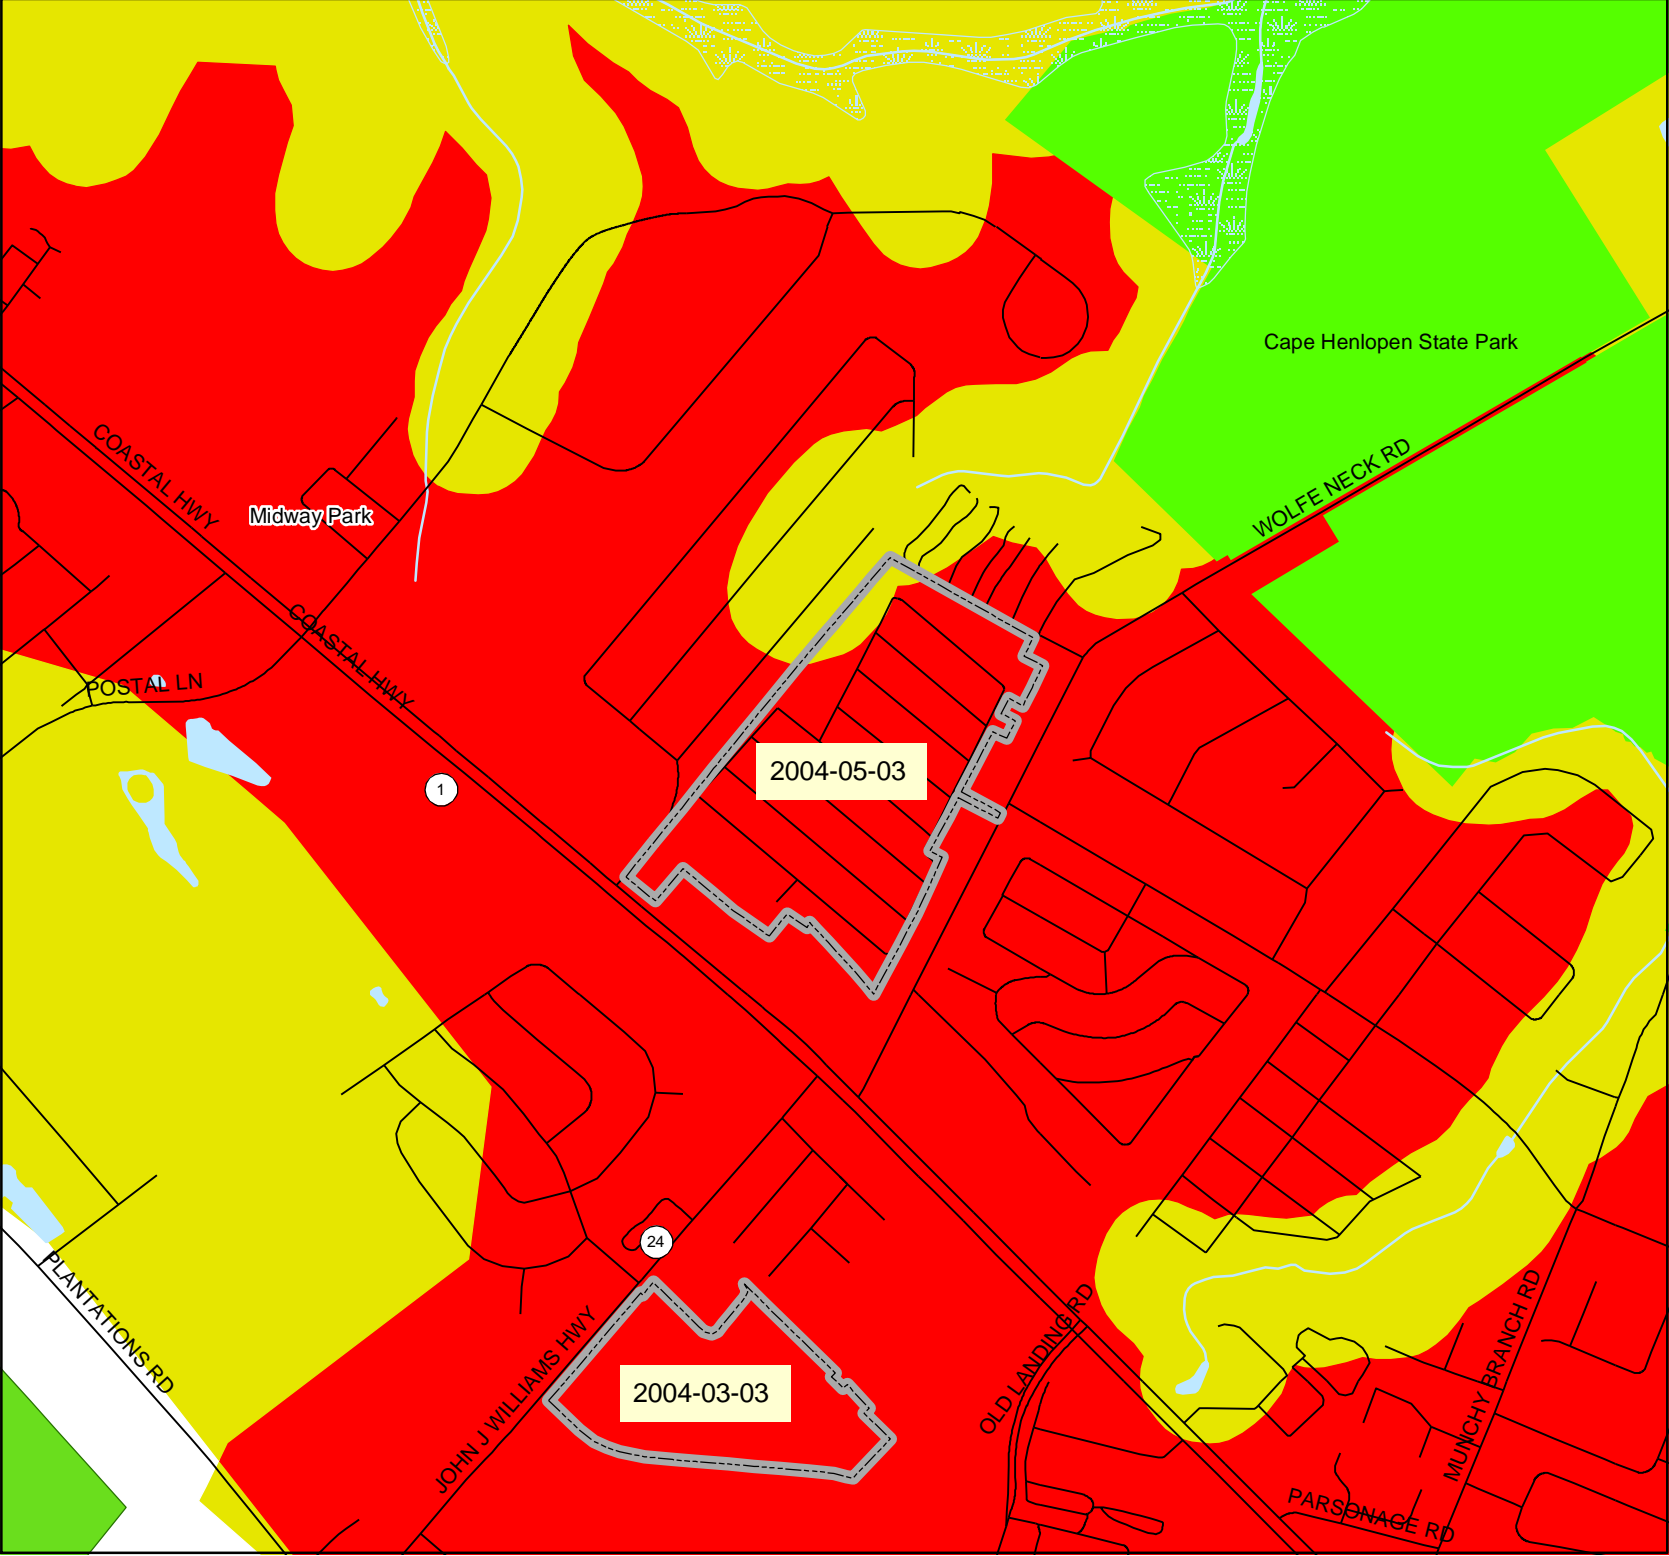 Cape Henlopen State Park
COASTAL HWY
WOLFE NECK RD
Midway Park
COASTAL HWY
POSTAL LN
2004-05-03
1
24
PLANTATIONS RD
JOHN J WILLIAMS HWY
2004-03-03
OLD LANDING RD
MUNCHY BRANCH RD
PARSONAGE RD